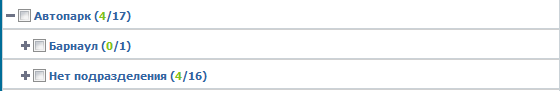 Автопарк (4/17)
Барнаул (0/1)
Нет подразделения (4/16)